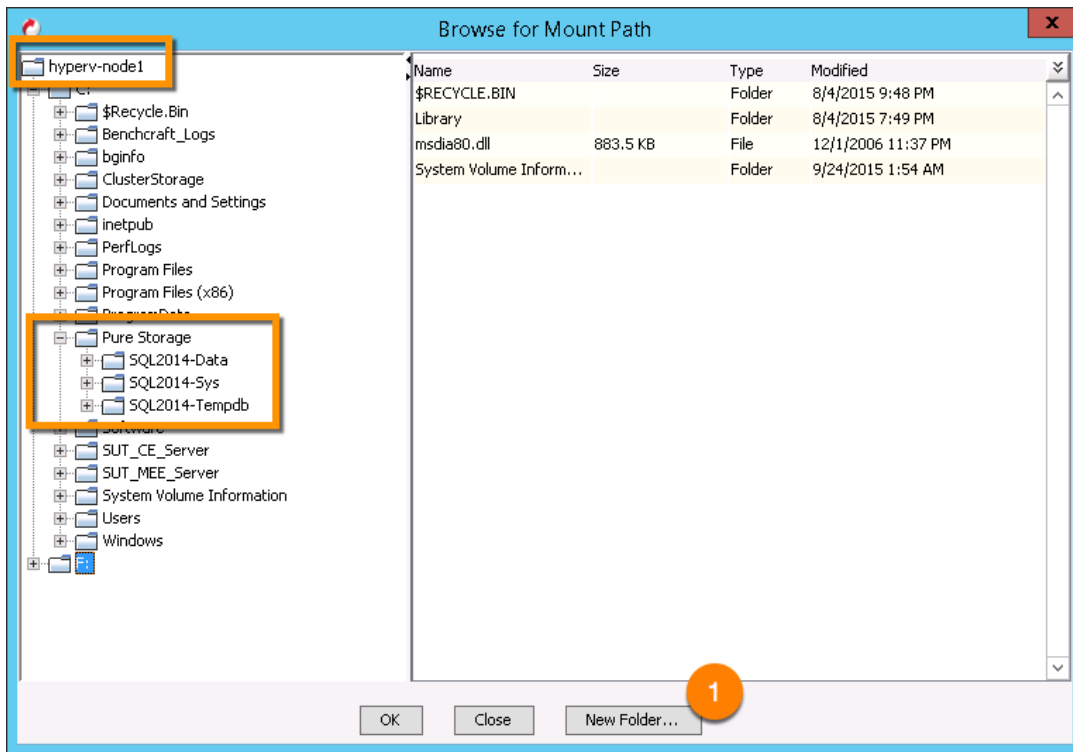 Browse for Mount Path
x
hyperv-node1
$Recycle.Bin
Benchcraft_Logs
bginfo
ClusterStorage
Documents and Settings
inetpub
PerfLogs
Program Files
Program Files (x86)
Pure Storage
SQL2014-Data
SQL2014-Sys
SQL2014-Tempdb
SUT_CE_Server
SUT_MEE_Server
System Volume Information
Users
Windows
F:
Name Size Type Modified
$RECYCLE.BIN Folder 8/4/2015 9:48 PM
Library Folder 8/4/2015 7:49 PM
msdia80.dll 883.5 KB File 12/1/2006 11:37 PM
System Volume Inform... Folder 9/24/2015 1:54 AM
1
OK Close New Folder...